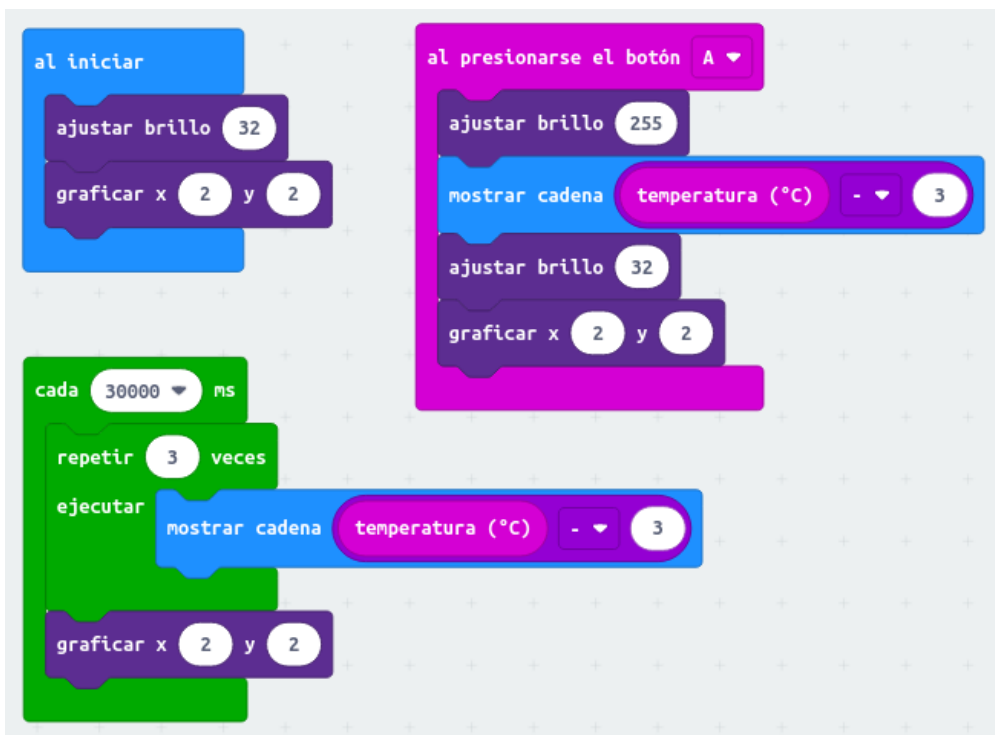 al iniciar
ajustar brillo 32
graficar x 2 y 2
al presionarse el botón A
ajustar brillo 255
mostrar cadena temperatura (°C) - 3
ajustar brillo 32
graficar x 2 y 2
cada 30000 ms
repetir 3 veces
ejecutar
mostrar cadena temperatura (°C) - 3
graficar x 2 y 2